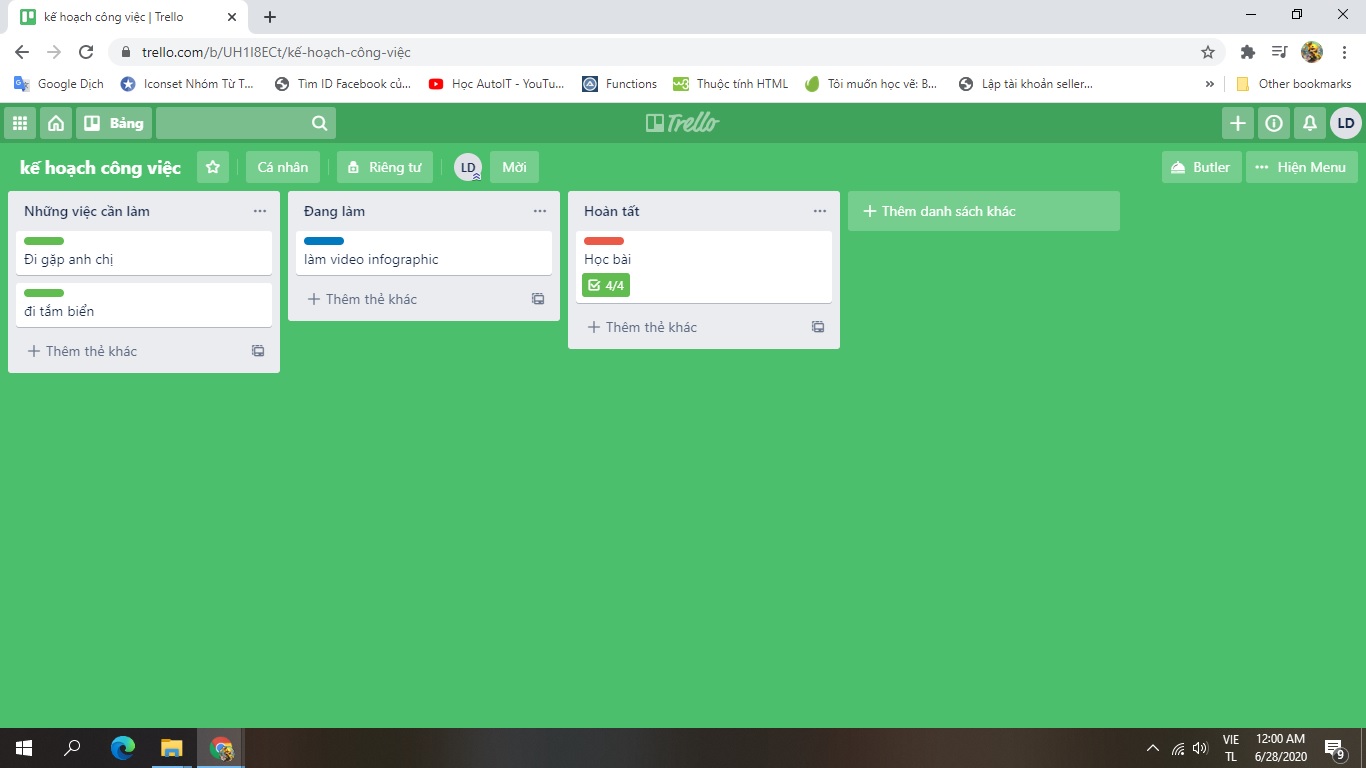 kế hoạch công việc | Trello
trello.com/b/UH1I8ECt/kế-hoạch-công-việc
Google Dịch
Iconset Nhóm Từ T...
Tìm ID Facebook củ...
Học AutoIT - YouTu...
Functions
Thuộc tính HTML
Tôi muốn học vẽ: B...
Lập tài khoản seller...
Other bookmarks
Bảng
Trello
LD
kế hoạch công việc
Cá nhân
Riêng tư
LD
Mời
Butler
Hiện Menu
Những việc cần làm
Đi gặp anh chị
đi tắm biển
Thêm thẻ khác
Đang làm
làm video infographic
Thêm thẻ khác
Hoàn tất
Học bài
4/4
Thêm thẻ khác
Thêm danh sách khác
VIE
TL
12:00 AM
6/28/2020
9